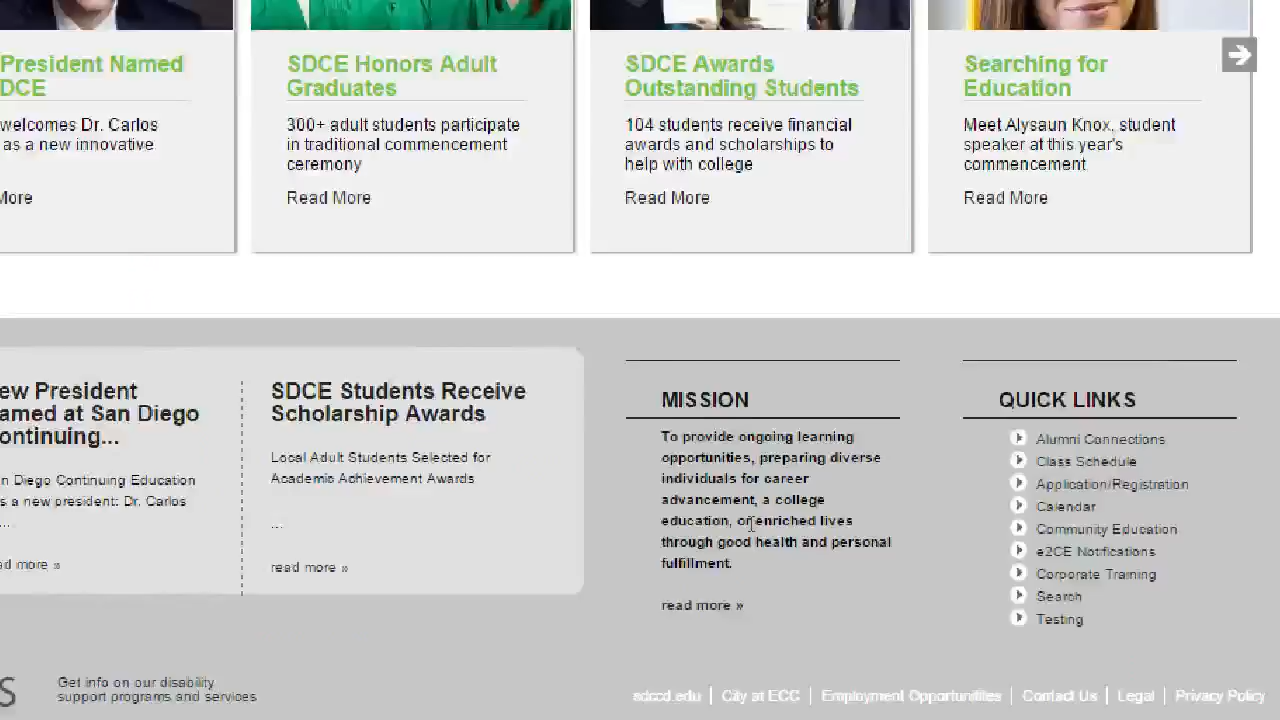 President Named
DCE
welcomes Dr. Carlos
as a new innovative
More
SDCE Honors Adult
Graduates
300+ adult students participate
in traditional commencement
ceremony
Read More
SDCE Awards
Outstanding Students
104 students receive financial
awards and scholarships to
help with college
Read More
Searching for
Education
Meet Alysaun Knox, student
speaker at this year's
commencement
Read More
ew President
amed at San Diego
ontinuing...
n Diego Continuing Education
s a new president: Dr. Carlos
...
ad more »
SDCE Students Receive
Scholarship Awards
Local Adult Students Selected for
Academic Achievement Awards
...
read more »
MISSION
To provide ongoing learning
opportunities, preparing diverse
individuals for career
advancement, a college
education, or enriched lives
through good health and personal
fulfillment.
read more »
QUICK LINKS
Alumni Connections
Class Schedule
Application/Registration
Calendar
Community Education
e2CE Notifications
Corporate Training
Search
Testing
S
Get info on our disability
support programs and services
sdccd.edu | City at ECC | Employment Opportunities | Contact Us | Legal | Privacy Policy